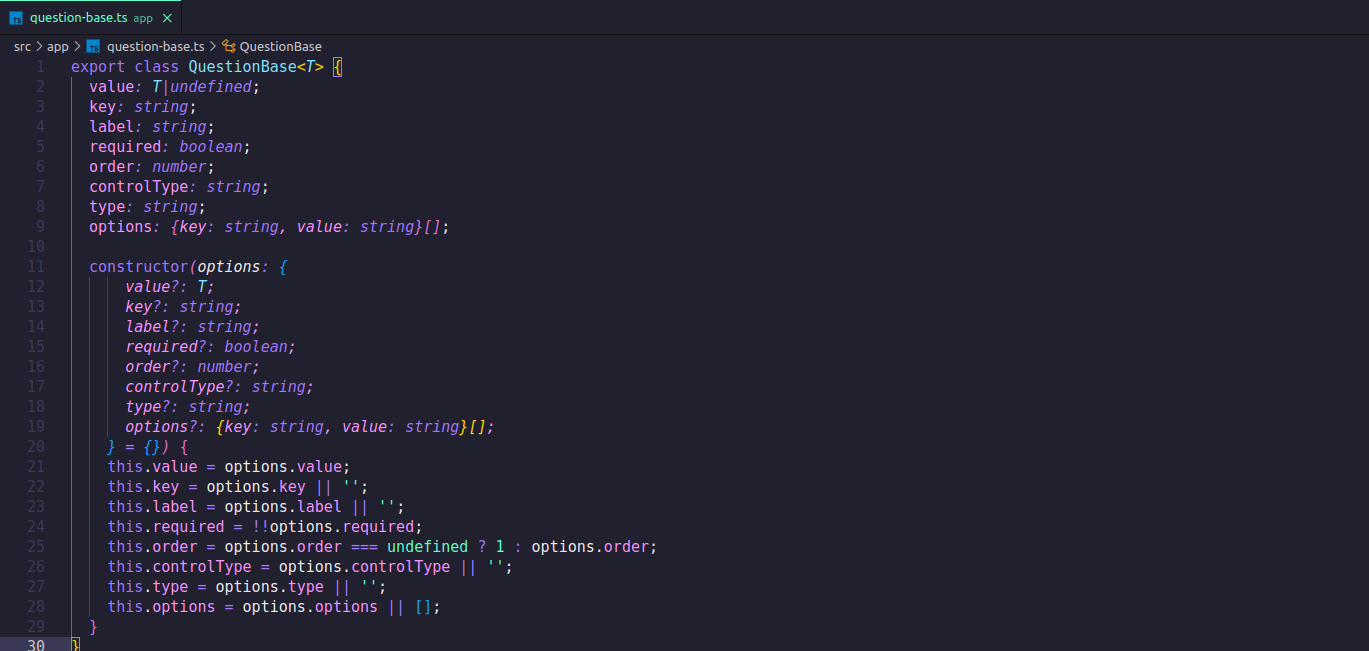 TS question-base.ts app ×
src > app > TS question-base.ts > QuestionBase
1 export class QuestionBase<T> {
2   value: T|undefined;
3   key: string;
4   label: string;
5   required: boolean;
6   order: number;
7   controlType: string;
8   type: string;
9   options: {key: string, value: string}[];
10
11   constructor(options: {
12       value?: T;
13       key?: string;
14       label?: string;
15       required?: boolean;
16       order?: number;
17       controlType?: string;
18       type?: string;
19       options?: {key: string, value: string}[];
20     } = {}) {
21     this.value = options.value;
22     this.key = options.key || '';
23     this.label = options.label || '';
24     this.required = !!options.required;
25     this.order = options.order === undefined ? 1 : options.order;
26     this.controlType = options.controlType || '';
27     this.type = options.type || '';
28     this.options = options.options || [];
29   }
30 }